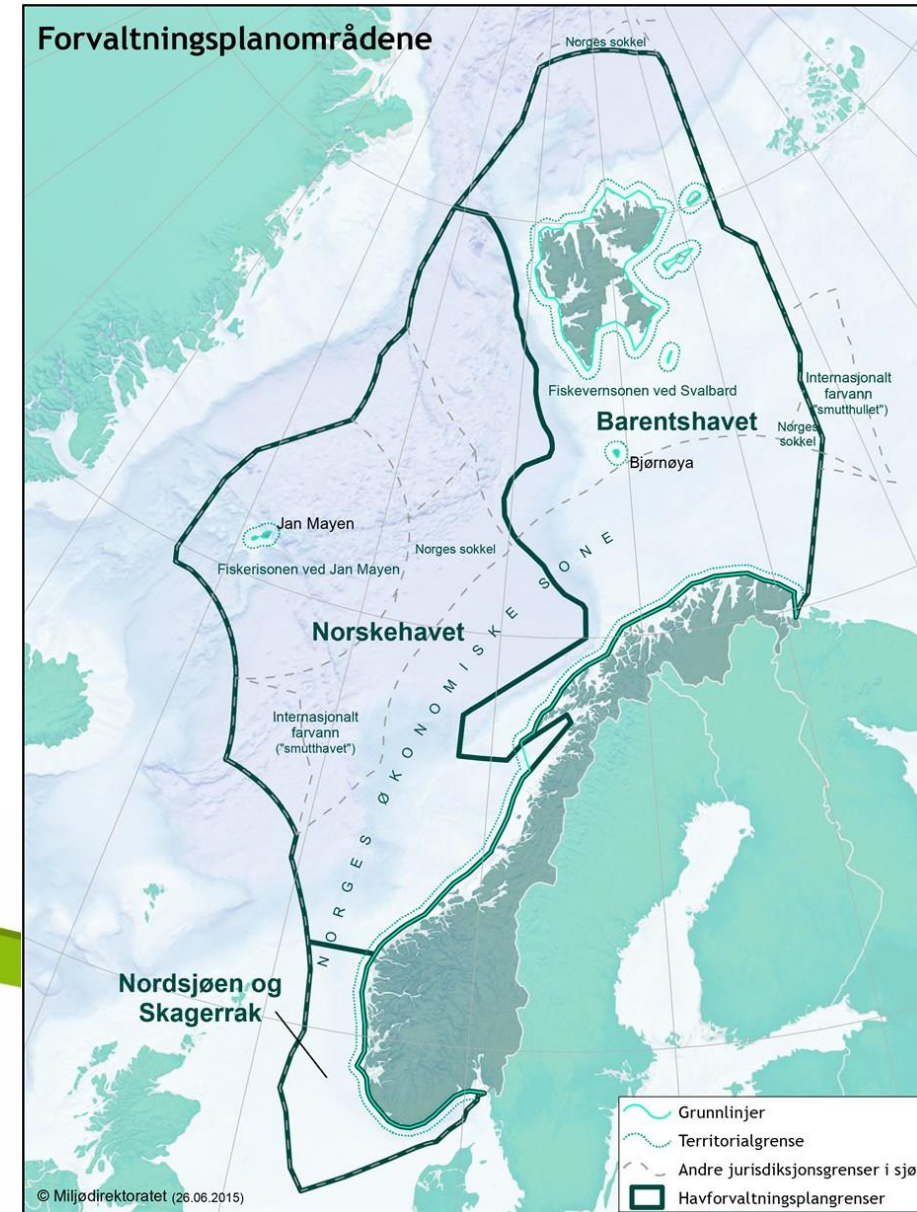 Forvaltningsplanområdene
Norges sokkel
Fiskevernsonen ved Svalbard
Barentshavet
Internasjonalt
farvann
("smutthullet")
Norges
sokkel
Bjørnøya
Jan Mayen
Fiskerisonen ved Jan Mayen
Norges sokkel
Norskehavet
NORGES ØKONOMISKE SONE
Internasjonalt
farvann
("smutthavet")
Nordsjøen og
Skagerrak
Grunnlinjer
Territorialgrense
Andre jurisdiksjonsgrenser i sjø
Havforvaltningsplangrenser
© Miljødirektoratet (26.06.2015)